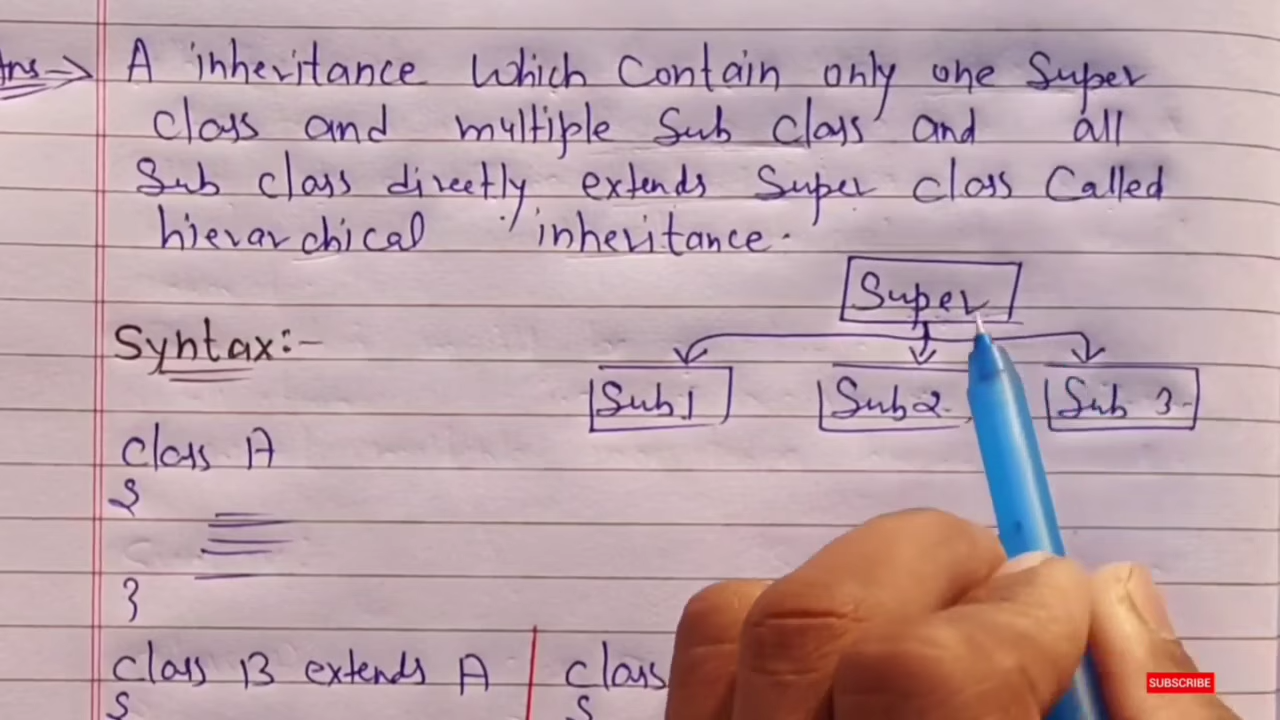 Ans →
A inheritance which contain only one Super
class and multiple Sub class and all
Sub class directly extends Super class Called
hierarchical inheritance.
Super
Syntax:-
Sub1
Sub2
Sub 3
Class A
{
}
Class B extends A
{
class
{
SUBSCRIBE